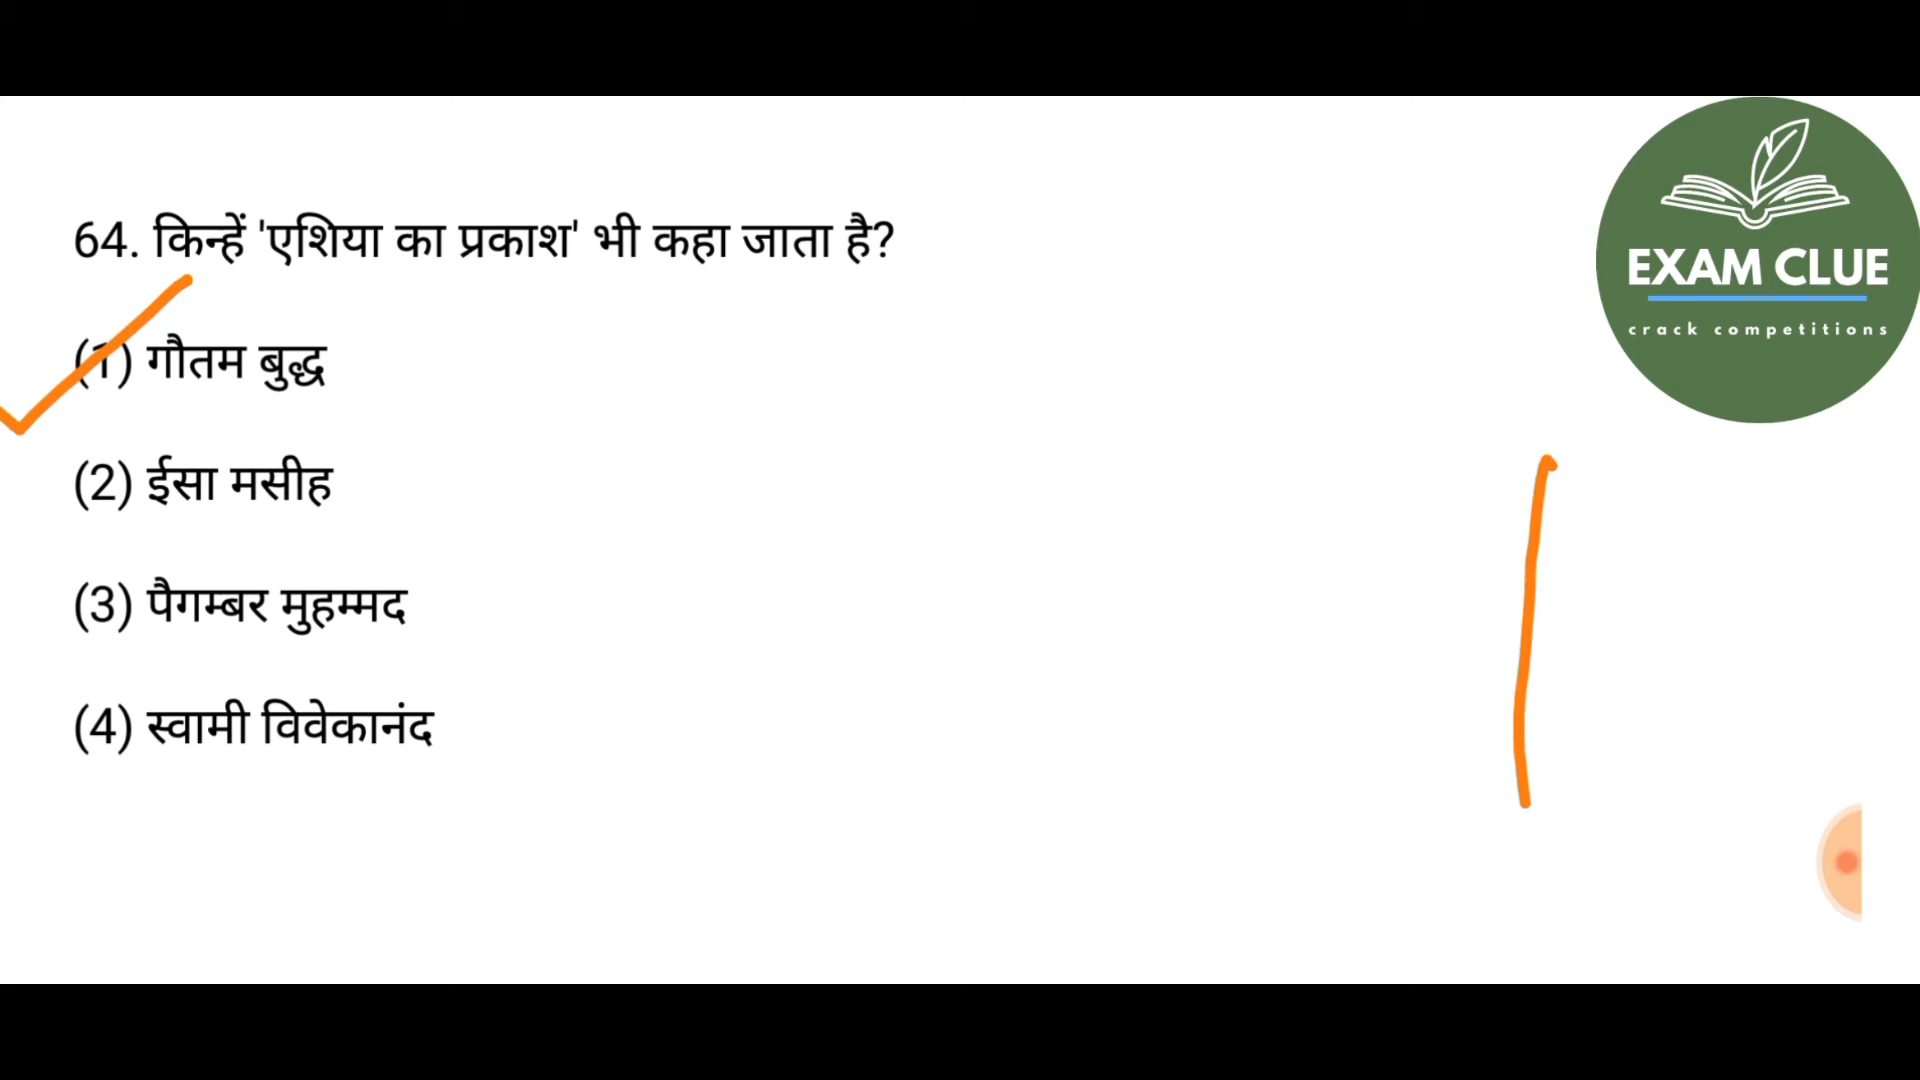 64. किन्हें 'एशिया का प्रकाश' भी कहा जाता है?
(1) गौतम बुद्ध
(2) ईसा मसीह
(3) पैगम्बर मुहम्मद
(4) स्वामी विवेकानंद
EXAM CLUE
crack competitions